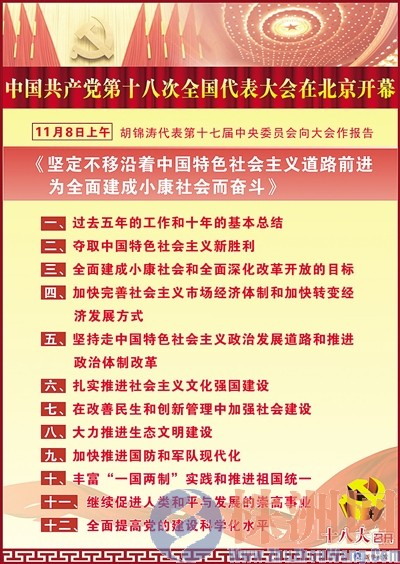 中国共产党第十八次全国代表大会在北京开幕
11月8日上午 胡锦涛代表第十七届中央委员会向大会作报告
《坚定不移沿着中国特色社会主义道路前进
为全面建成小康社会而奋斗》
一、过去五年的工作和十年的基本总结
二、夺取中国特色社会主义新胜利
三、全面建成小康社会和全面深化改革开放的目标
四、加快完善社会主义市场经济体制和加快转变经
济发展方式
五、坚持走中国特色社会主义政治发展道路和推进
政治体制改革
六、扎实推进社会主义文化强国建设
七、在改善民生和创新管理中加强社会建设
八、大力推进生态文明建设
九、加快推进国防和军队现代化
十、丰富“一国两制”实践和推进祖国统一
十一、继续促进人类和平与发展的崇高事业
十二、全面提高党的建设科学化水平
十八大